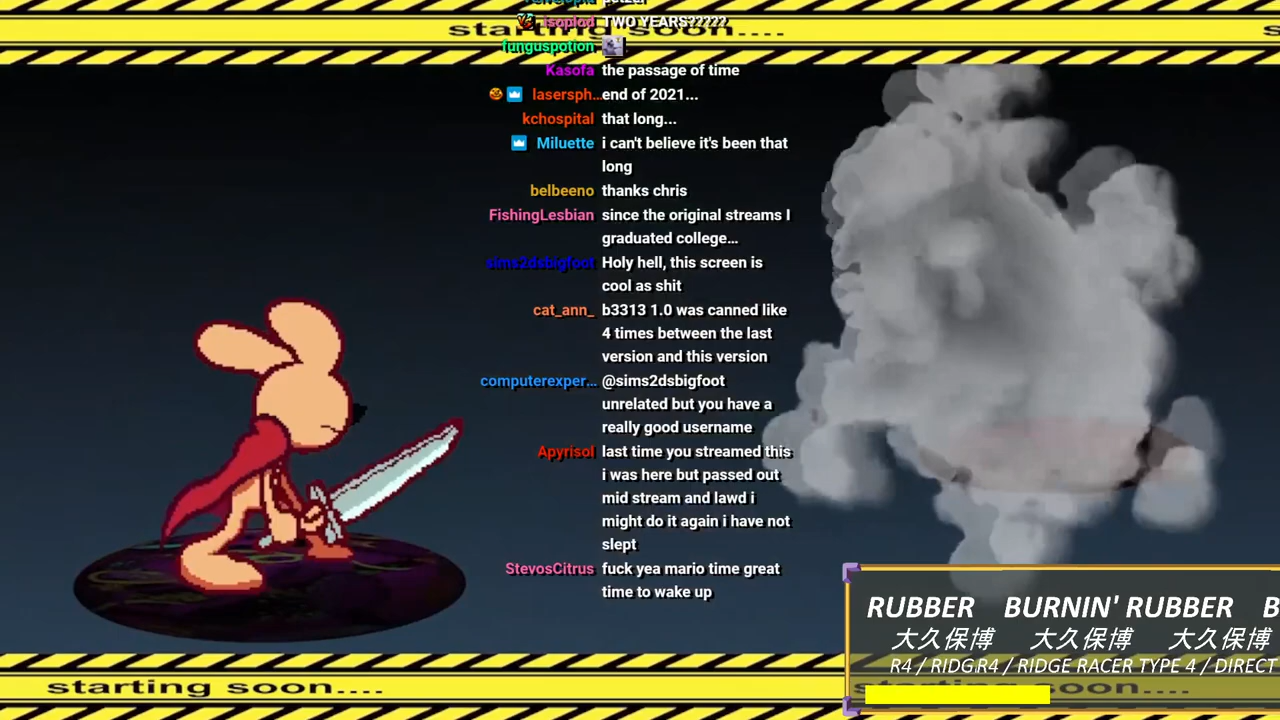 isoplod TWO YEARS?????
starting soon....
funguspotion
Kasofa the passage of time
lasersph… end of 2021...
kchospital that long...
Miluette i can't believe it's been that
long
belbeeno thanks chris
FishingLesbian since the original streams I
graduated college…
sims2dsbigfoot Holy hell, this screen is
cool as shit
cat_ann_ b3313 1.0 was canned like
4 times between the last
version and this version
computerexper… @sims2dsbigfoot
unrelated but you have a
really good username
Apyrisol last time you streamed this
i was here but passed out
mid stream and lawd i
might do it again i have not
slept
StevosCitrus fuck yea mario time great
time to wake up
RUBBER BURNIN' RUBBER B
大久保博 大久保博 大久保博
R4 / RIDGR4 / RIDGE RACER TYPE 4 / DIRECT
starting soon.... soon....